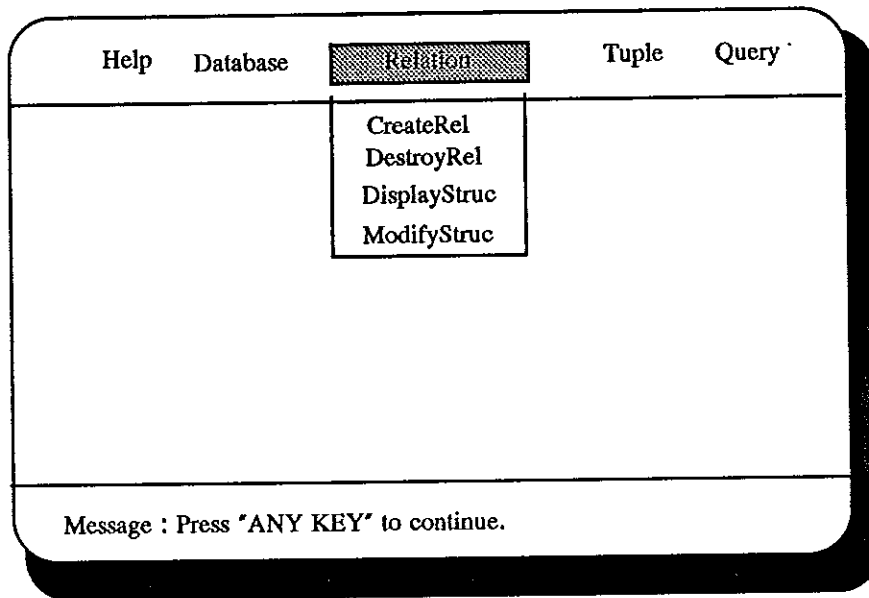 Help Database Relation Tuple Query
CreateRel
DestroyRel
DisplayStruc
ModifyStruc
Message : Press "ANY KEY" to continue.